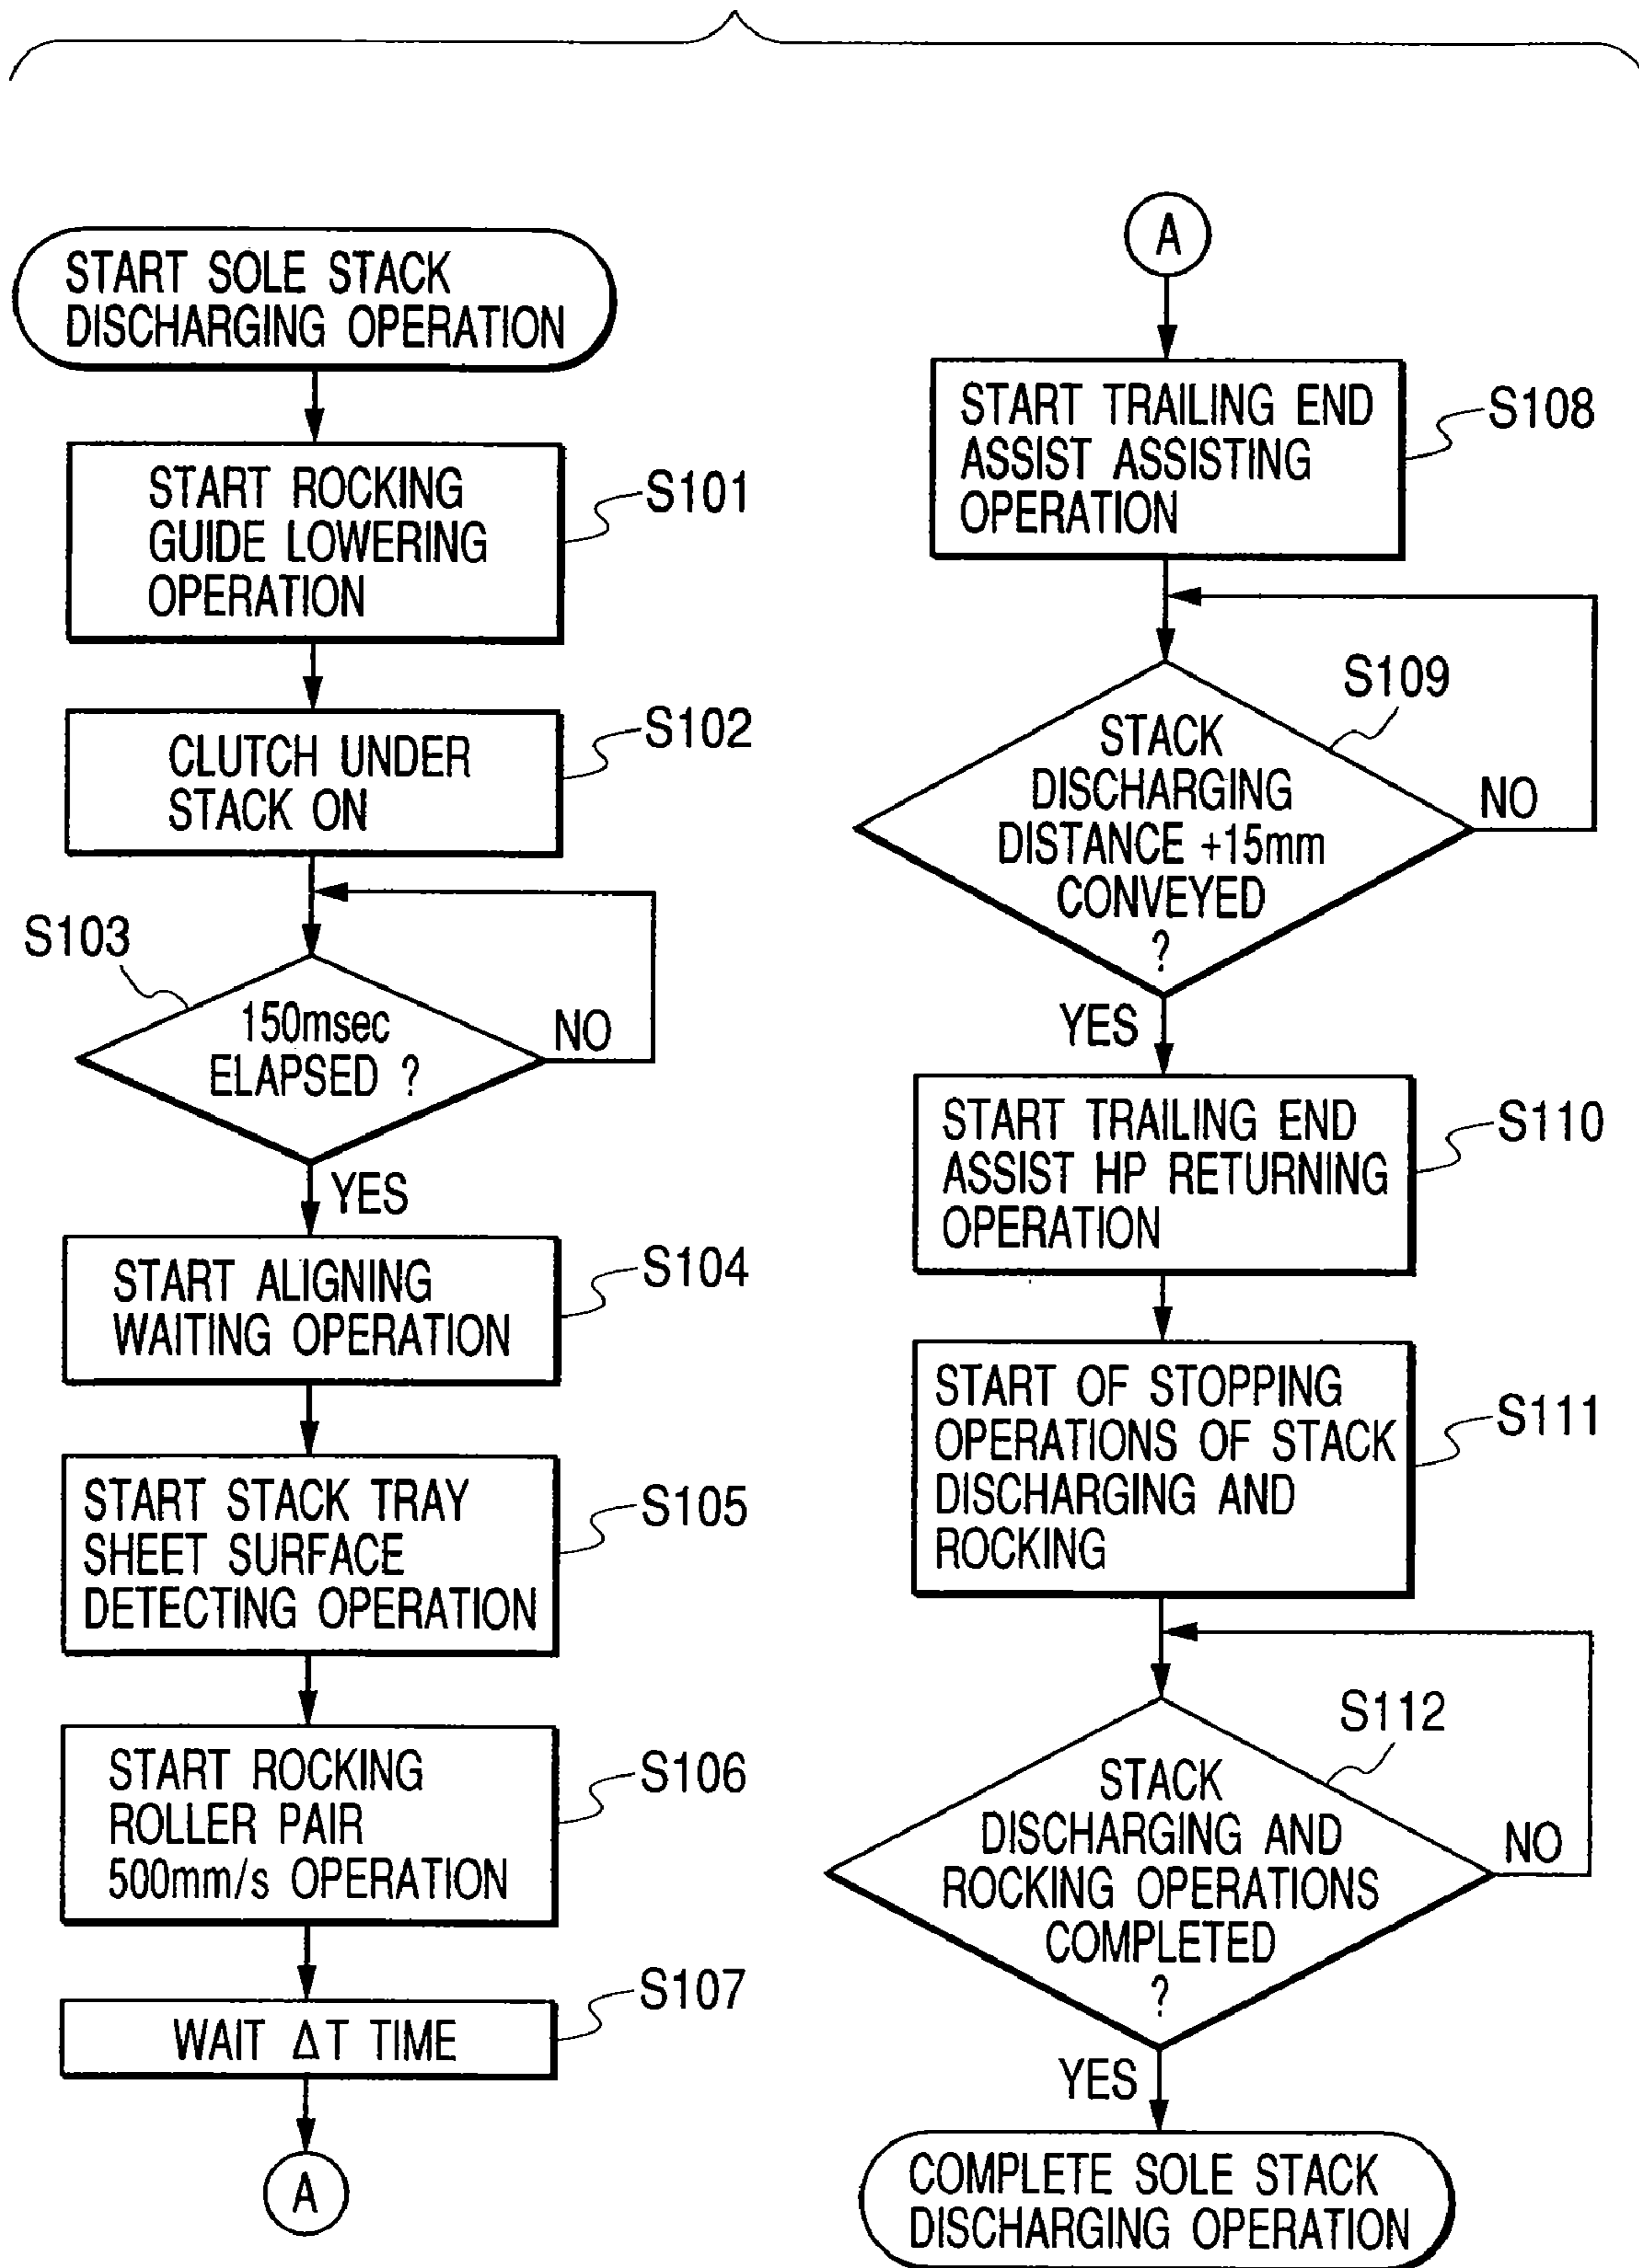 START SOLE STACK
DISCHARGING OPERATION
START ROCKING
GUIDE LOWERING
OPERATION
S101
CLUTCH UNDER
STACK ON
S102
S103
150msec
ELAPSED ?
NO
YES
START ALIGNING
WAITING OPERATION
S104
START STACK TRAY
SHEET SURFACE
DETECTING OPERATION
S105
START ROCKING
ROLLER PAIR
500mm/s OPERATION
S106
WAIT ΔT TIME
S107
A
A
START TRAILING END
ASSIST ASSISTING
OPERATION
S108
S109
STACK
DISCHARGING
DISTANCE +15mm
CONVEYED
?
NO
YES
START TRAILING END
ASSIST HP RETURNING
OPERATION
S110
START OF STOPPING
OPERATIONS OF STACK
DISCHARGING AND
ROCKING
S111
S112
STACK
DISCHARGING AND
ROCKING OPERATIONS
COMPLETED
?
NO
YES
COMPLETE SOLE STACK
DISCHARGING OPERATION